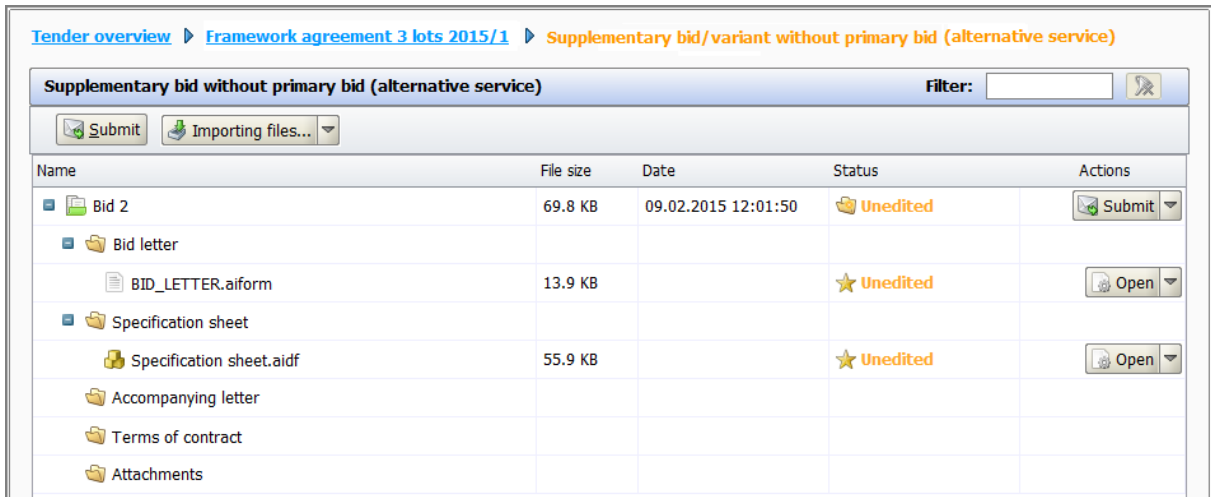 Tender overview Framework agreement 3 lots 2015/1 Supplementary bid/variant without primary bid (alternative service)
Supplementary bid without primary bid (alternative service) Filter:
Submit Importing files...
Name File size Date Status Actions
Bid 2 69.8 KB 09.02.2015 12:01:50 Unedited Submit
Bid letter
BID_LETTER.aiform 13.9 KB Unedited Open
Specification sheet
Specification sheet.aidf 55.9 KB Unedited Open
Accompanying letter
Terms of contract
Attachments